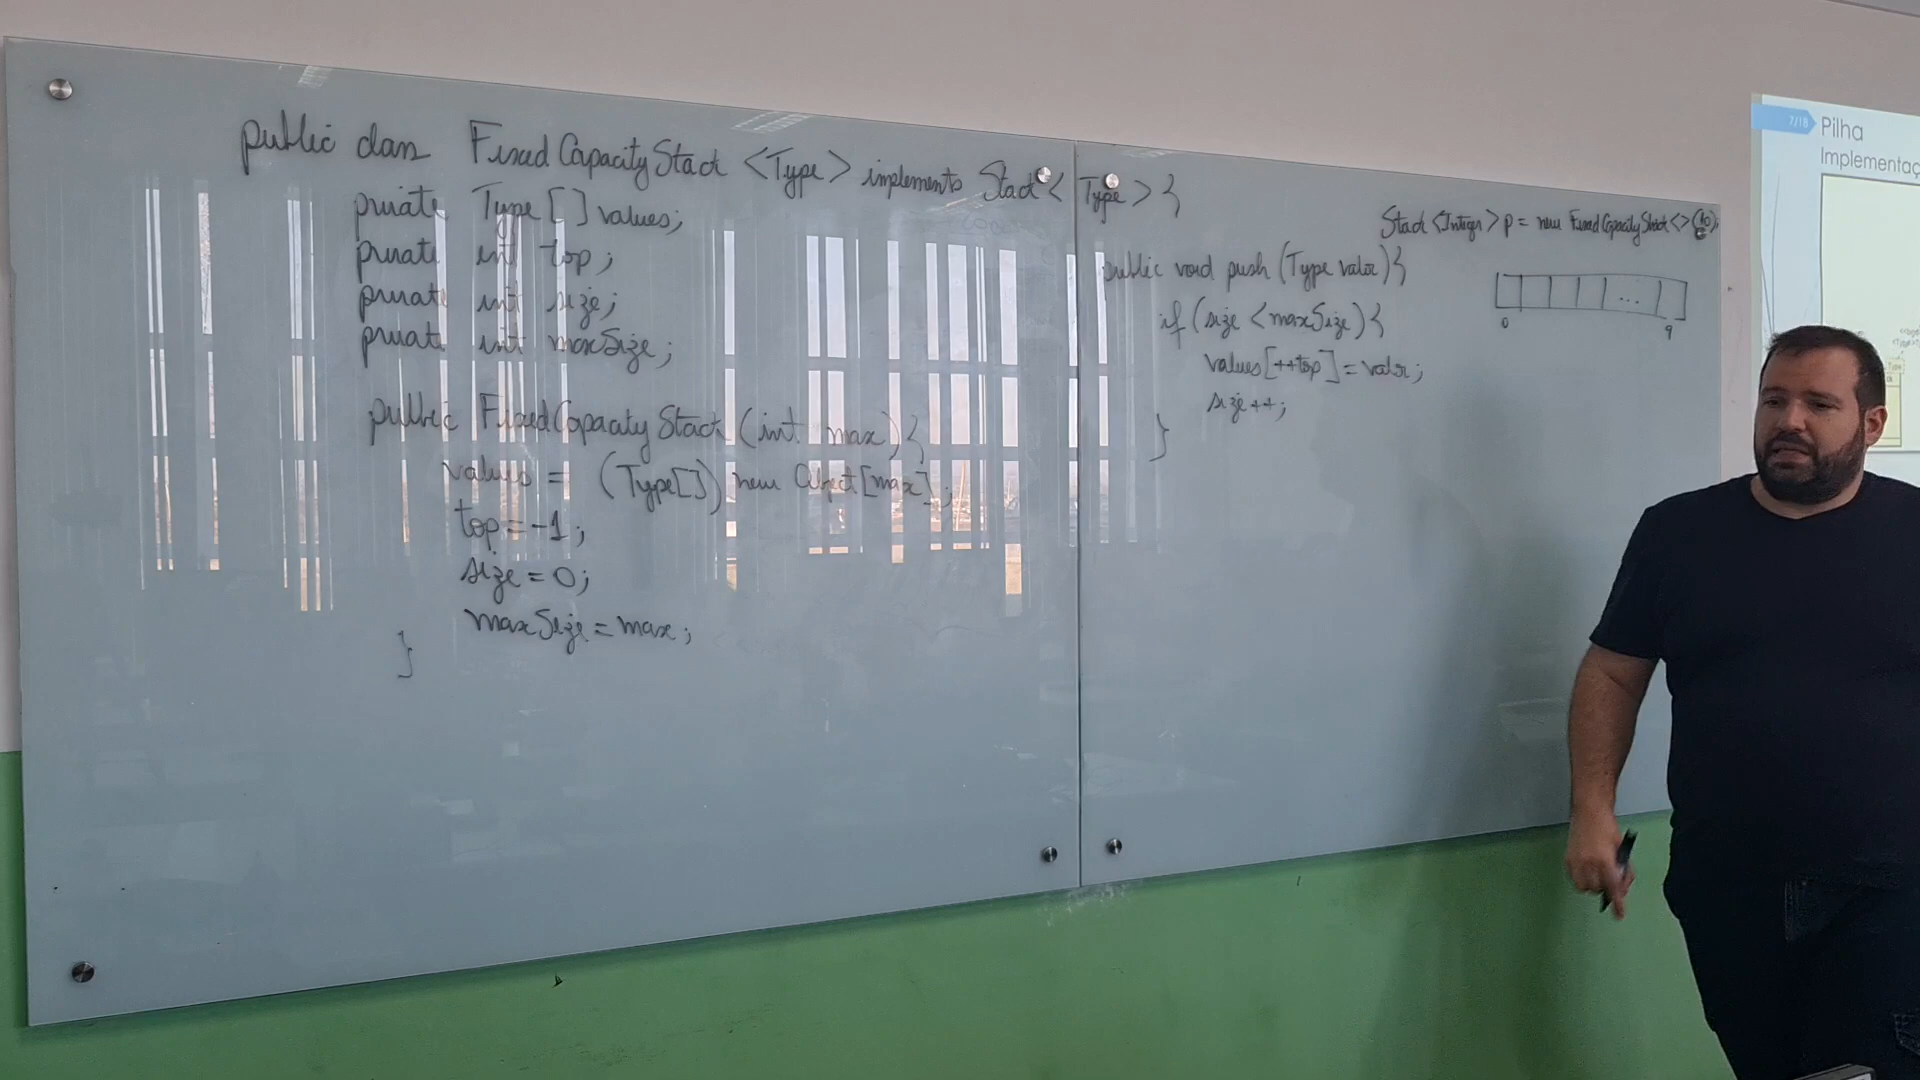 public class FixedCapacityStack <Type> implements Stack< Type > {
private Type [] values;
private int top;
private int size;
private int maxSize;
public FixedCapacityStack (int max) {
values = (Type[]) new Object[max];
top = -1;
size = 0;
maxSize = max;
}
public void push (Type valor) {
if (size < maxSize) {
values[++top] = valor;
size++;
}
Stack <Integer> p = new FixedCapacityStack <> (10);
...
0 9
7/18
Pilha